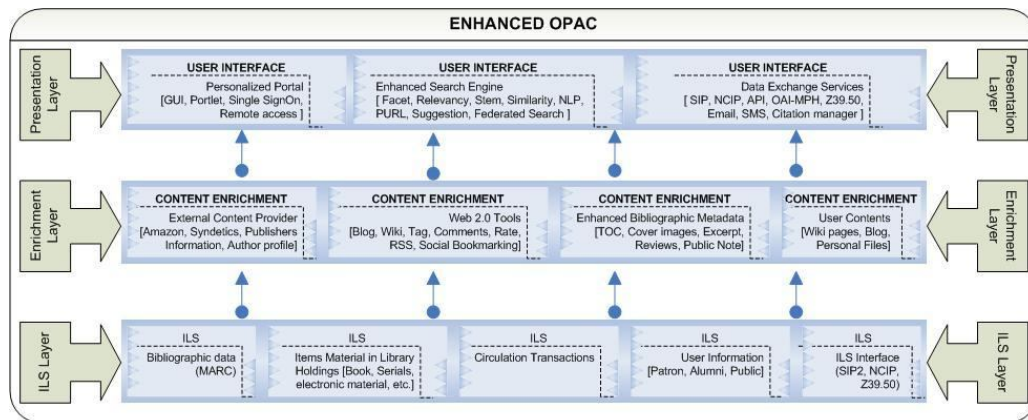 ENHANCED OPAC
Presentation
Layer
USER INTERFACE
Personalized Portal
[GUI, Portlet, Single SignOn,
Remote access ]
USER INTERFACE
Enhanced Search Engine
[ Facet, Relevancy, Stem, Similarity, NLP,
PURL, Suggestion, Federated Search ]
USER INTERFACE
Data Exchange Services
[ SIP, NCIP, API, OAI-MPH, Z39.50,
Email, SMS, Citation manager ]
Presentation
Layer
Enrichment
Layer
CONTENT ENRICHMENT
External Content Provider
[Amazon, Syndetics, Publishers
Information, Author profile]
CONTENT ENRICHMENT
Web 2.0 Tools
[Blog, Wiki, Tag, Comments, Rate,
RSS, Social Bookmarking]
CONTENT ENRICHMENT
Enhanced Bibliographic Metadata
[TOC, Cover images, Excerpt,
Reviews, Public Note]
CONTENT ENRICHMENT
User Contents
[Wiki pages, Blog,
Personal Files]
Enrichment
Layer
ILS Layer
ILS
Bibliographic data
(MARC)
ILS
Items Material in Library
Holdings [Book, Serials,
electronic material, etc.]
ILS
Circulation Transactions
ILS
User Information
[Patron, Alumni, Public]
ILS
ILS Interface
(SIP2, NCIP,
Z39.50)
ILS Layer